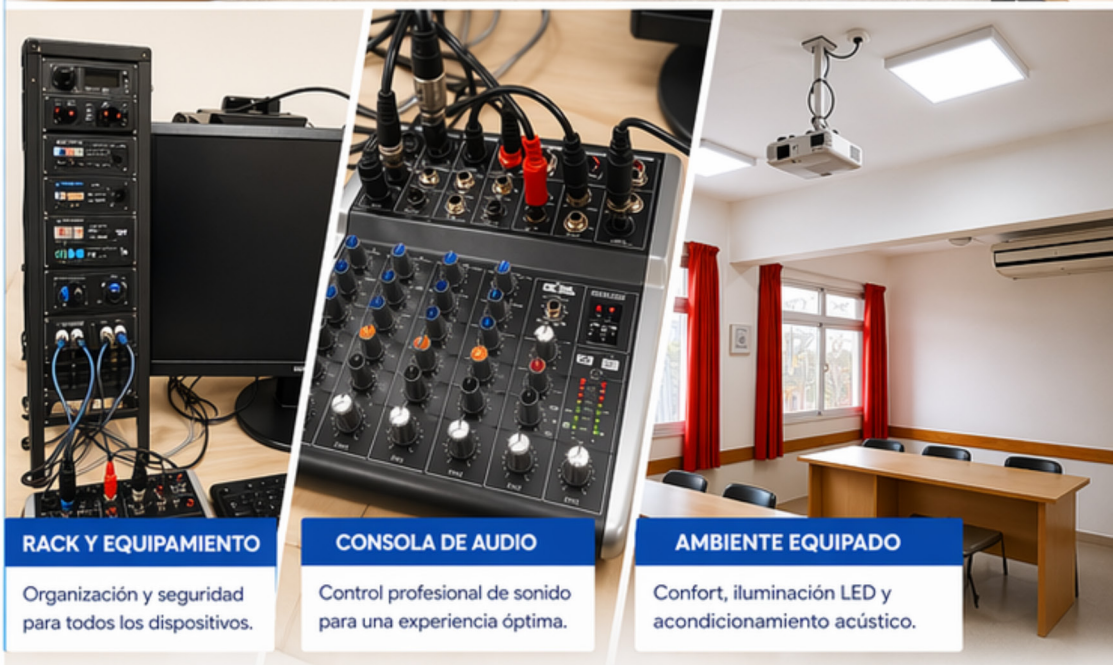 RACK Y EQUIPAMIENTO
Organización y seguridad
para todos los dispositivos.
CONSOLA DE AUDIO
Control profesional de sonido
para una experiencia óptima.
AMBIENTE EQUIPADO
Confort, iluminación LED y
acondicionamiento acústico.